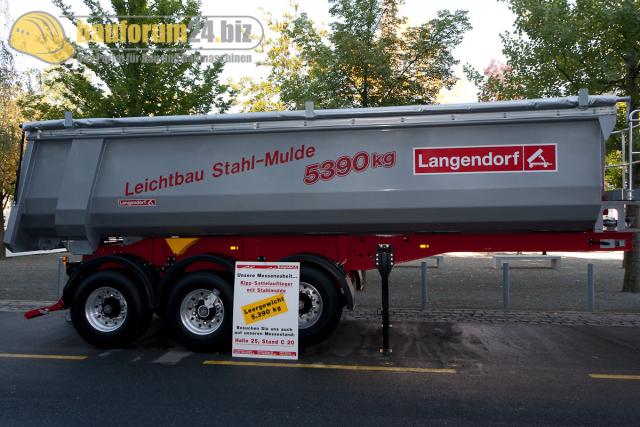 bauforum24.biz
Leichtbau Stahl-Mulde 5390 kg
Langendorf
Langendorf
Unsere Messeneuheit...
Kipp-Sattelauflieger
mit Stahlmulde
Leergewicht
5.390 kg
Besuchen Sie uns auch
auf unserem Messestand:
Halle 25, Stand C 20